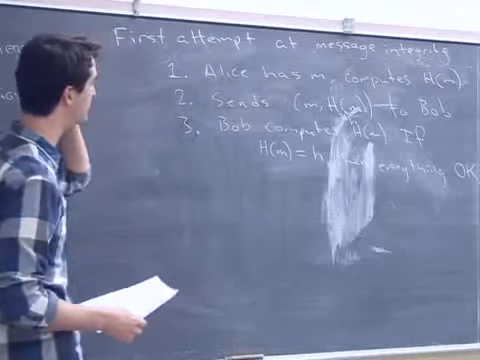 First attempt at message integrity
1. Alice has m, computes H(m).
2. Sends (m, H(m)) to Bob
3. Bob computes H(m). If
H(m) = h everything OK